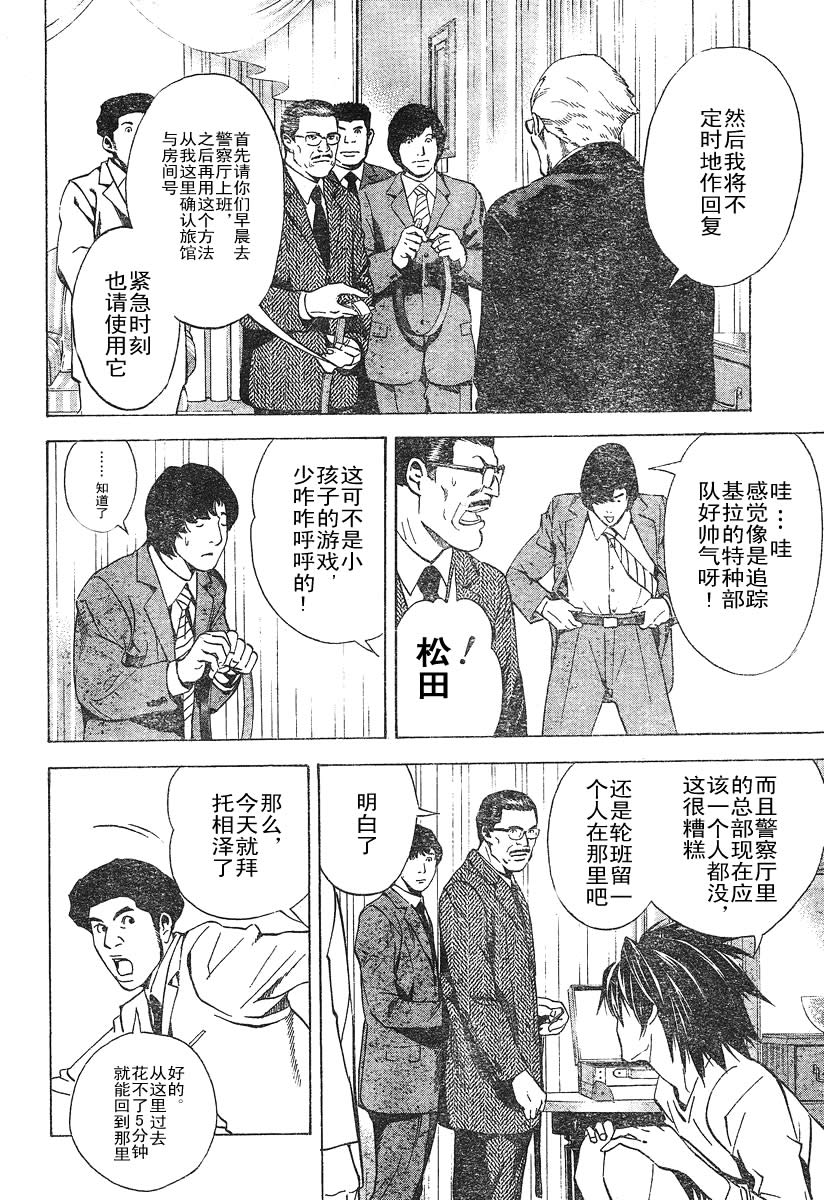 然后我将不
定时地作回复
首先请你们早晨去
警察厅上班，
之后再用这个方法
从我这里确认旅馆
与房间号
紧急时刻
也请使用它
哇…哇
感觉像是追踪
基拉的特种部
队好帅气呀！
松田！
这可不是小
孩子的游戏，
少咋咋呼呼的！
……
知道了
而且警察厅里
的总部现在应
该一个人都没，
这很糟糕
还是轮班留一
个人在那里吧
明白了
那么，
今天就拜
托相泽了
好的。
从这里过去
花不了5分钟
就能回到那里